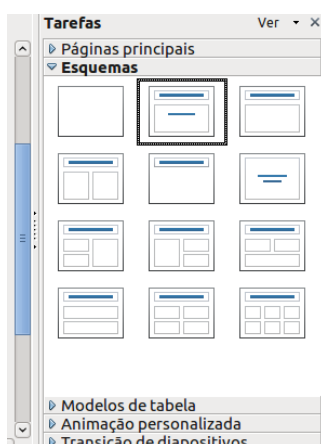 Tarefas Ver
Páginas principais
Esquemas
Modelos de tabela
Animação personalizada
Transição de diapositivos